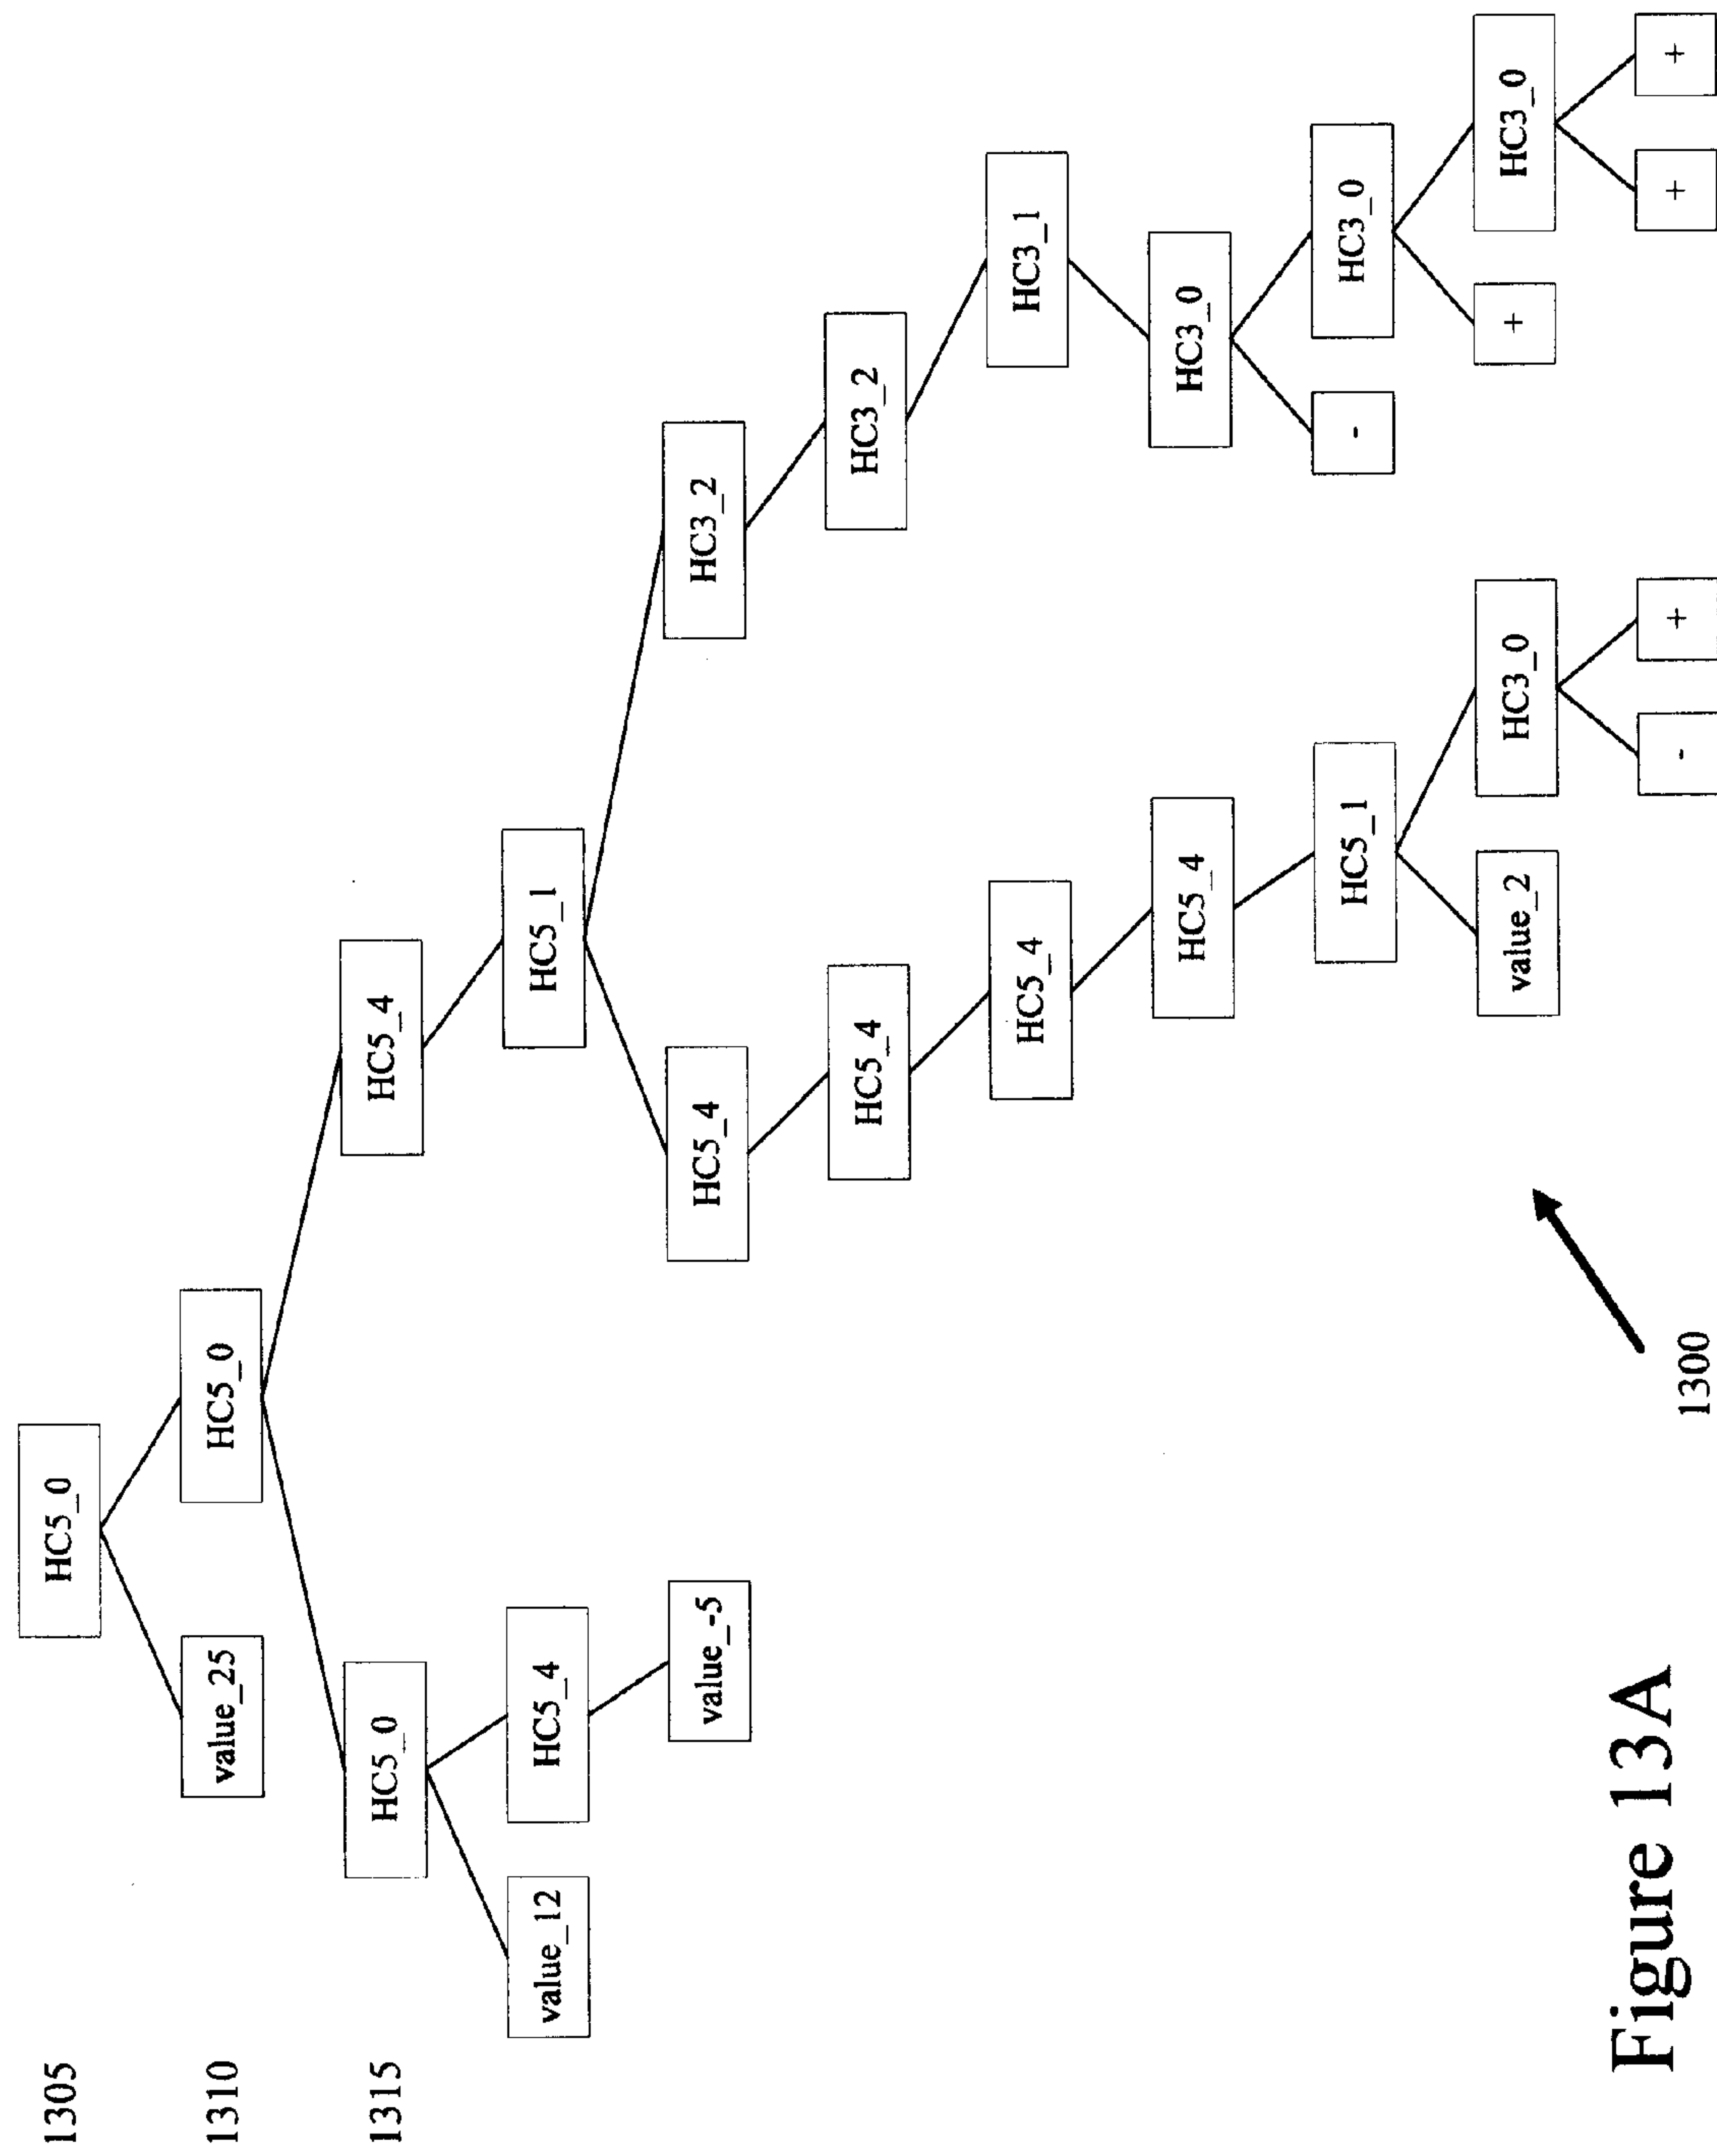 1305
HC5_0
1310
value_25
HC5_0
1315
HC5_0
HC5_4
value_12
HC5_4
HC5_1
value_-5
HC5_4
HC3_2
HC5_4
HC3_2
HC5_4
HC3_1
HC5_4
HC3_0
HC5_1
-
HC3_0
value_2
HC3_0
+
HC3_0
-
+
+
+
1300
Figure 13A